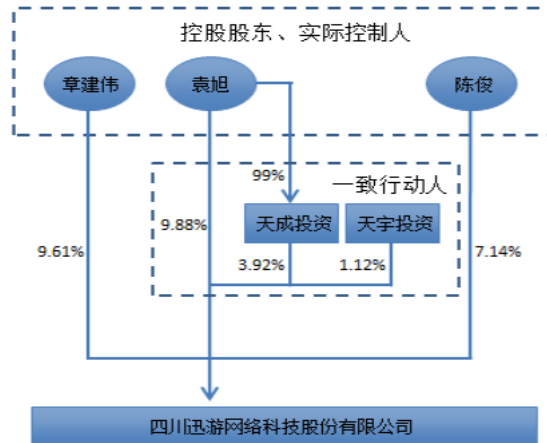 控股股东、实际控制人
章建伟
袁旭
陈俊
99%
一致行动人
9.88%
天成投资
天宇投资
9.61%
3.92%
1.12%
7.14%
四川迅游网络科技股份有限公司